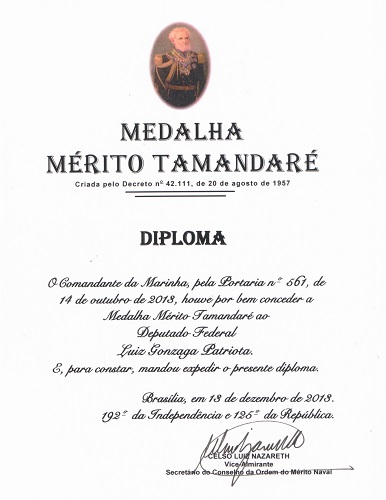 MEDALHA
MÉRITO TAMANDARÉ
Criada pelo Decreto nº 42.111, de 20 de agosto de 1957
DIPLOMA
O Comandante da Marinha, pela Portaria nº 561, de
14 de outubro de 2013, houve por bem conceder a
Medalha Mérito Tamandaré ao
Deputado Federal
Luiz Gonzaga Patriota.
E, para constar, mandou expedir o presente diploma.
Brasília, em 13 de dezembro de 2013.
192º da Independência e 125º da República.
CELSO LUIZ NAZARETH
Vice-Almirante
Secretário do Conselho da Ordem do Mérito Naval